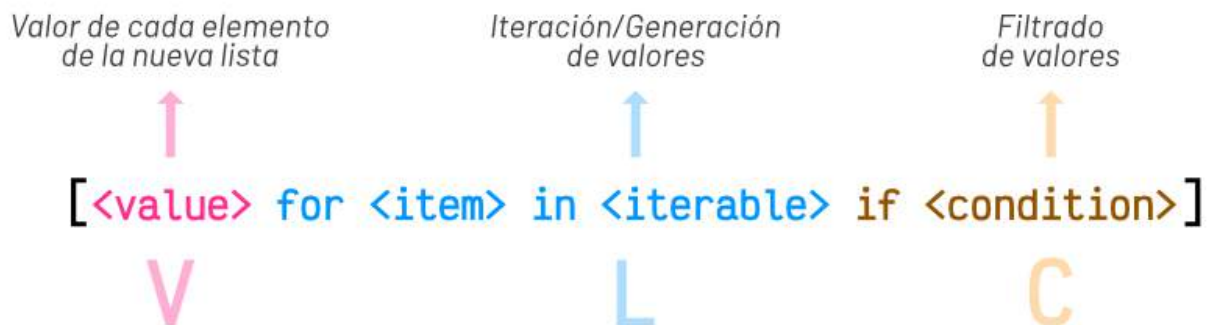 Valor de cada elemento
de la nueva lista
Iteración/Generación
de valores
Filtrado
de valores
[<value> for <item> in <iterable> if <condition>]
V
L
C